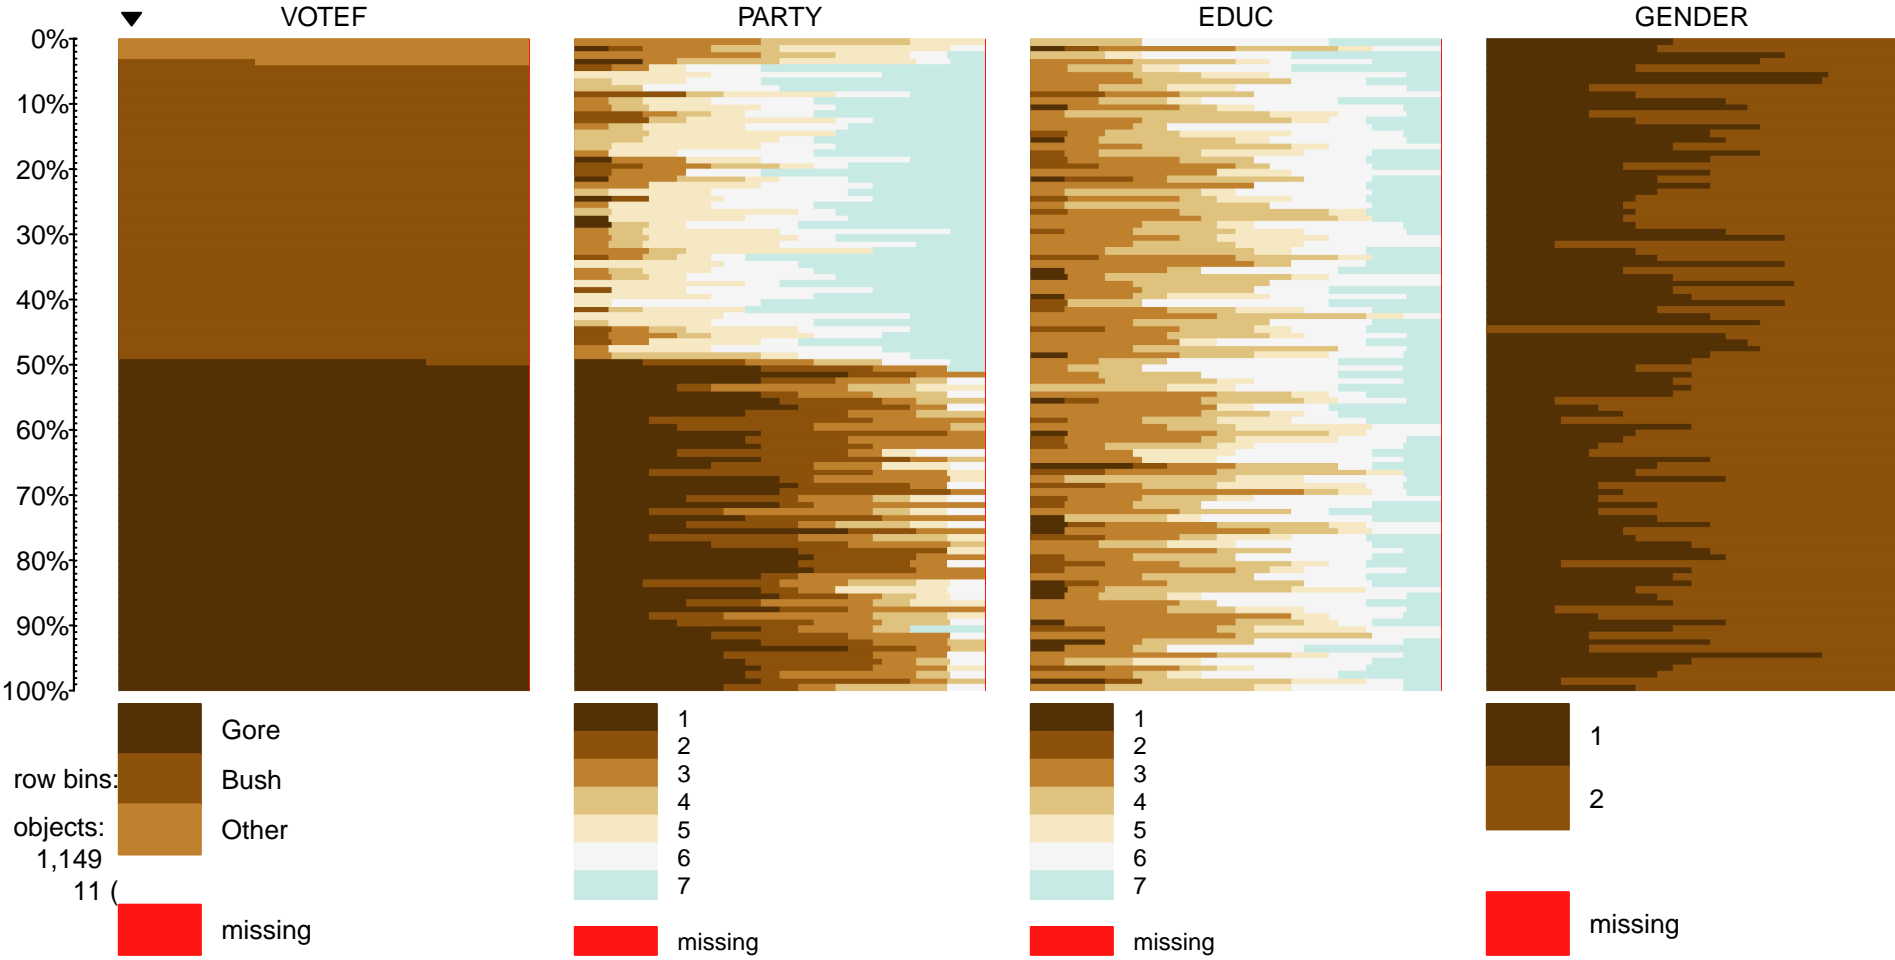 VOTEF PARTY EDUC GENDER
0%
10%
20%
30%
40%
50%
60%
70%
80%
90%
100%
row bins:
objects:
1,149
11 (
Gore
Bush
Other
missing
1
2
3
4
5
6
7
missing
1
2
3
4
5
6
7
missing
1
2
missing